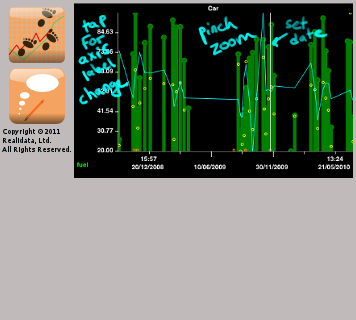 Car
tap
for
axis
label
change
pinch
zoom
set
date
84.63
41.54
30.77
20.00
15:57
13:24
20/12/2008
10/06/2009
30/11/2009
21/05/2010
fuel
Copyright © 2011
Realidata, Ltd.
All Rights Reserved.